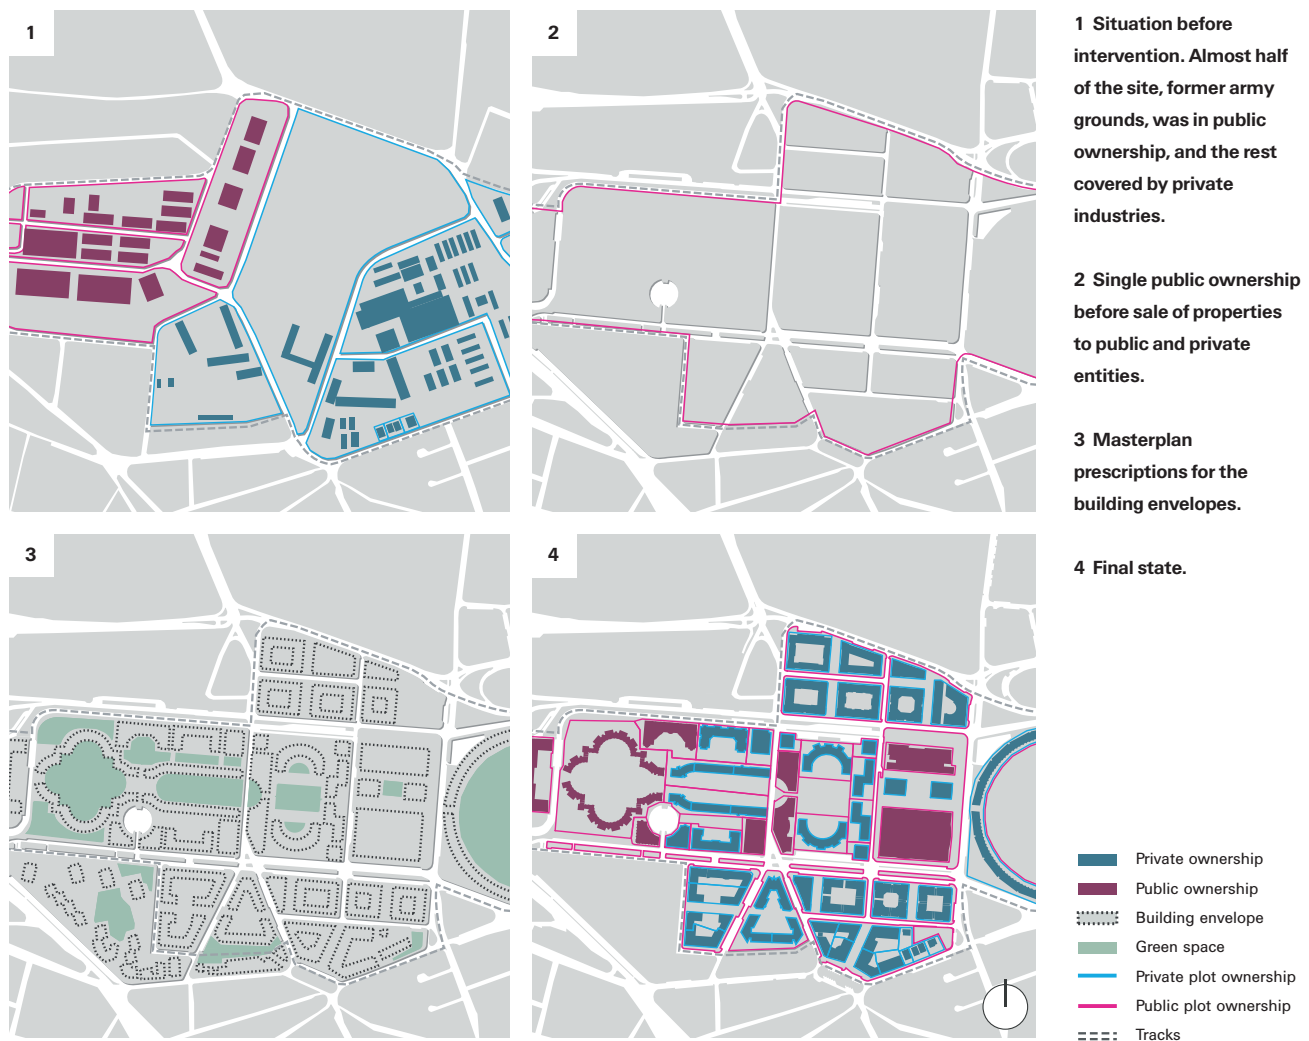 1
2
3
4
1 Situation before
intervention. Almost half
of the site, former army
grounds, was in public
ownership, and the rest
covered by private
industries.
2 Single public ownership
before sale of properties
to public and private
entities.
3 Masterplan
prescriptions for the
building envelopes.
4 Final state.
Private ownership
Public ownership
Building envelope
Green space
Private plot ownership
Public plot ownership
Tracks